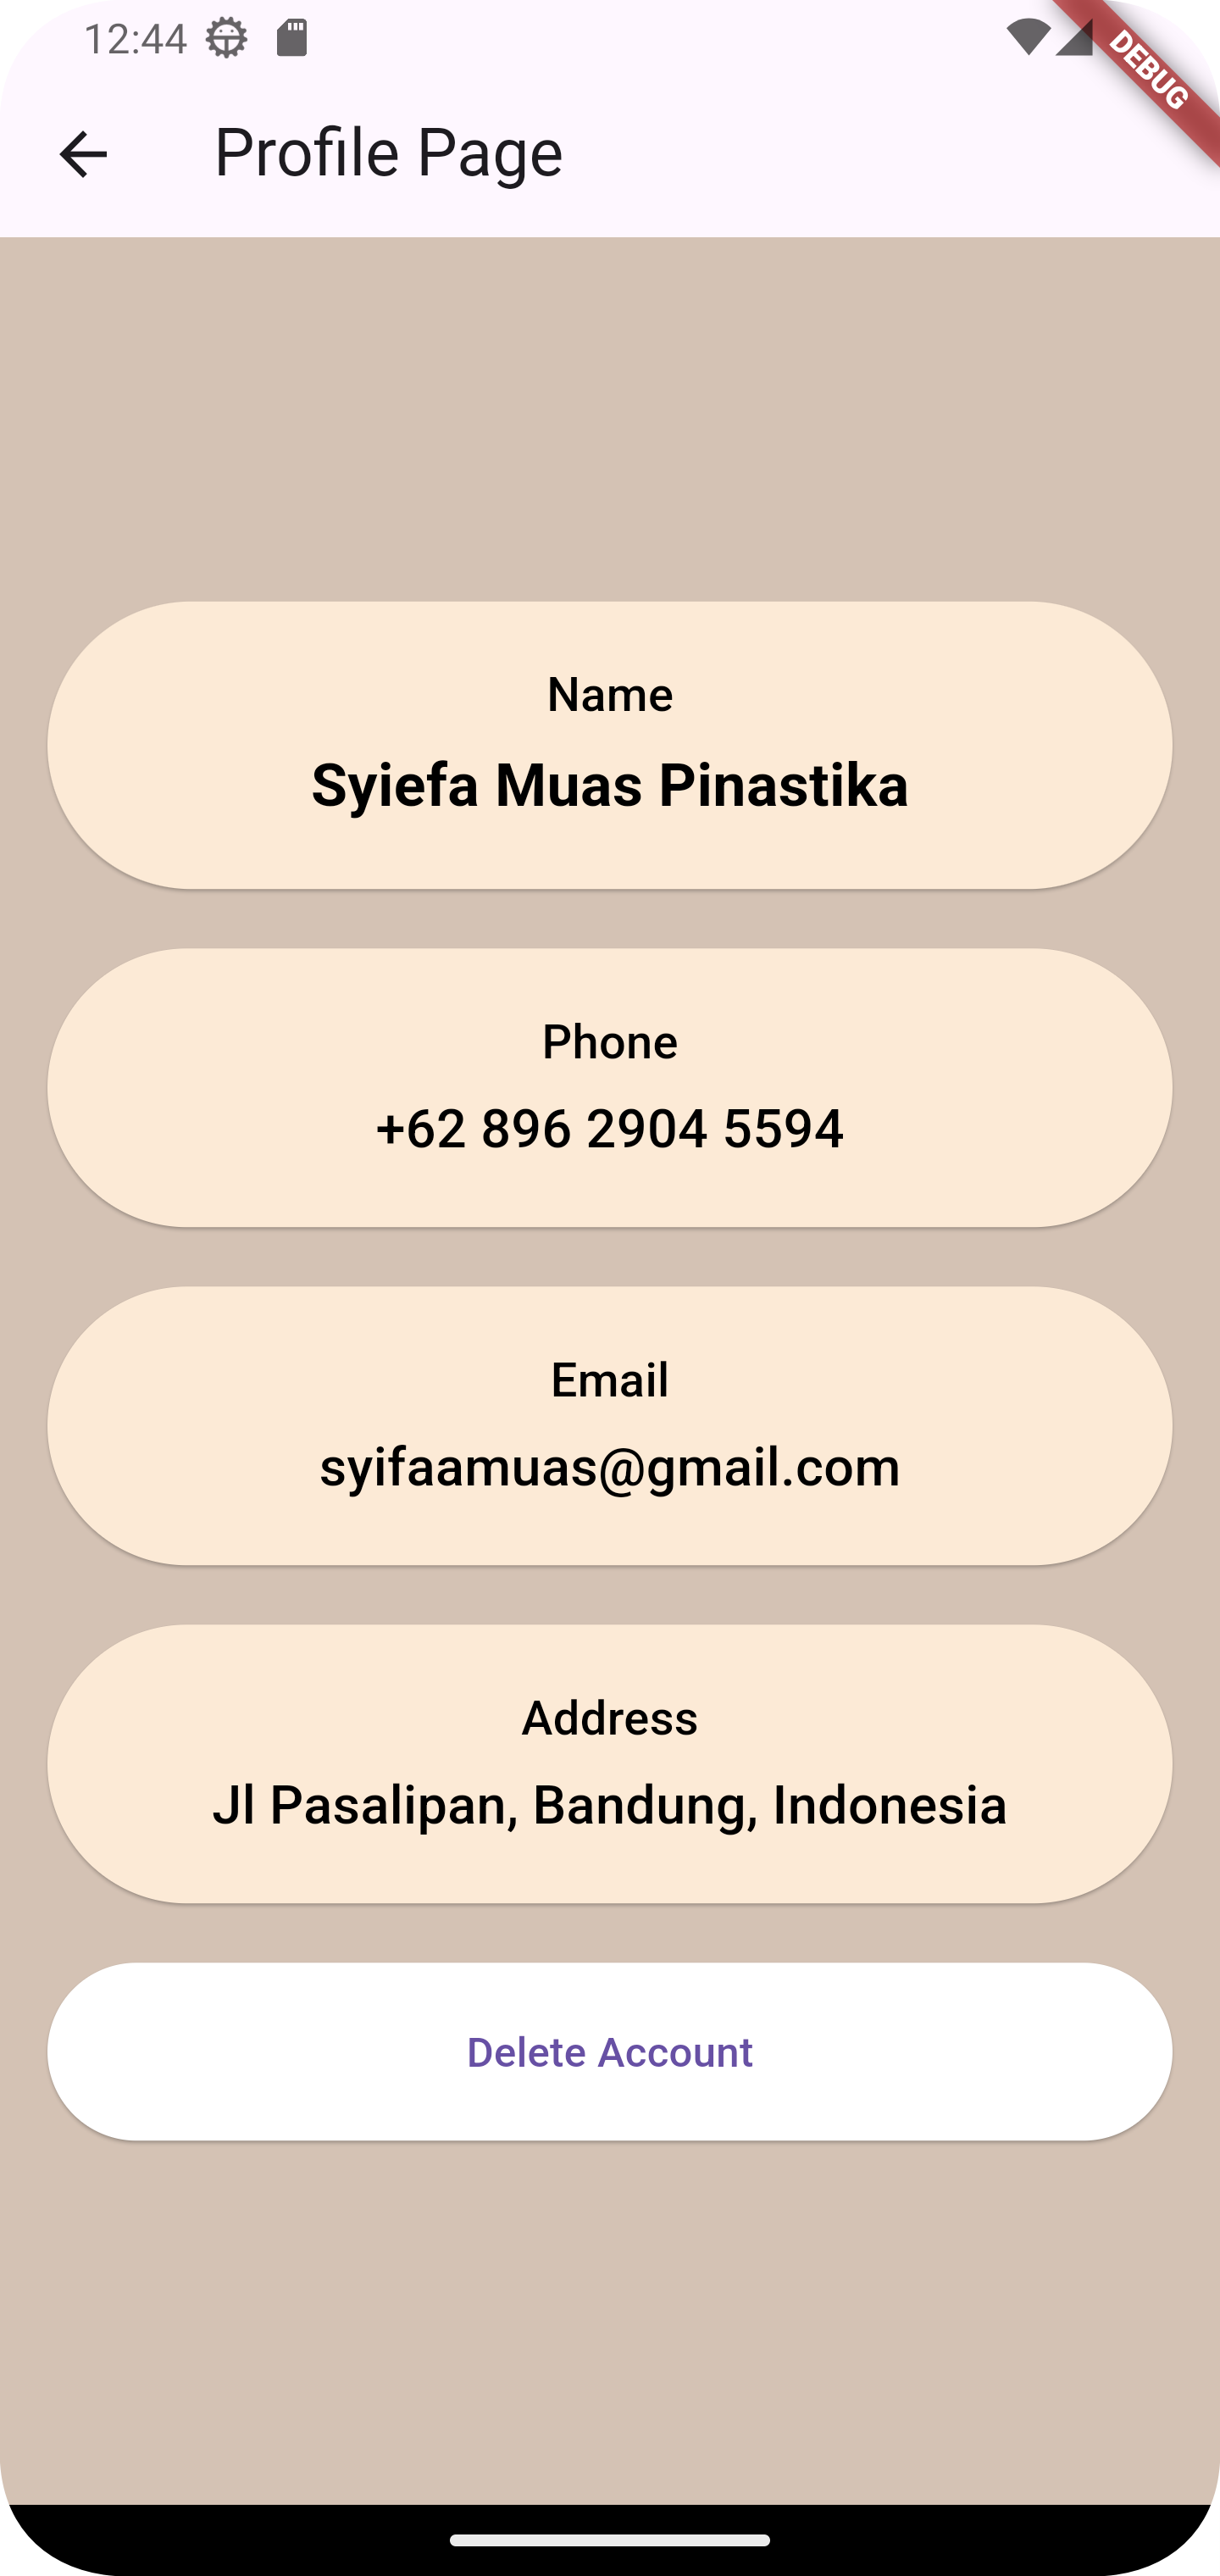 12:44
DEBUG
Profile Page
Name
Syiefa Muas Pinastika
Phone
+62 896 2904 5594
Email
syifaamuas@gmail.com
Address
Jl Pasalipan, Bandung, Indonesia
Delete Account